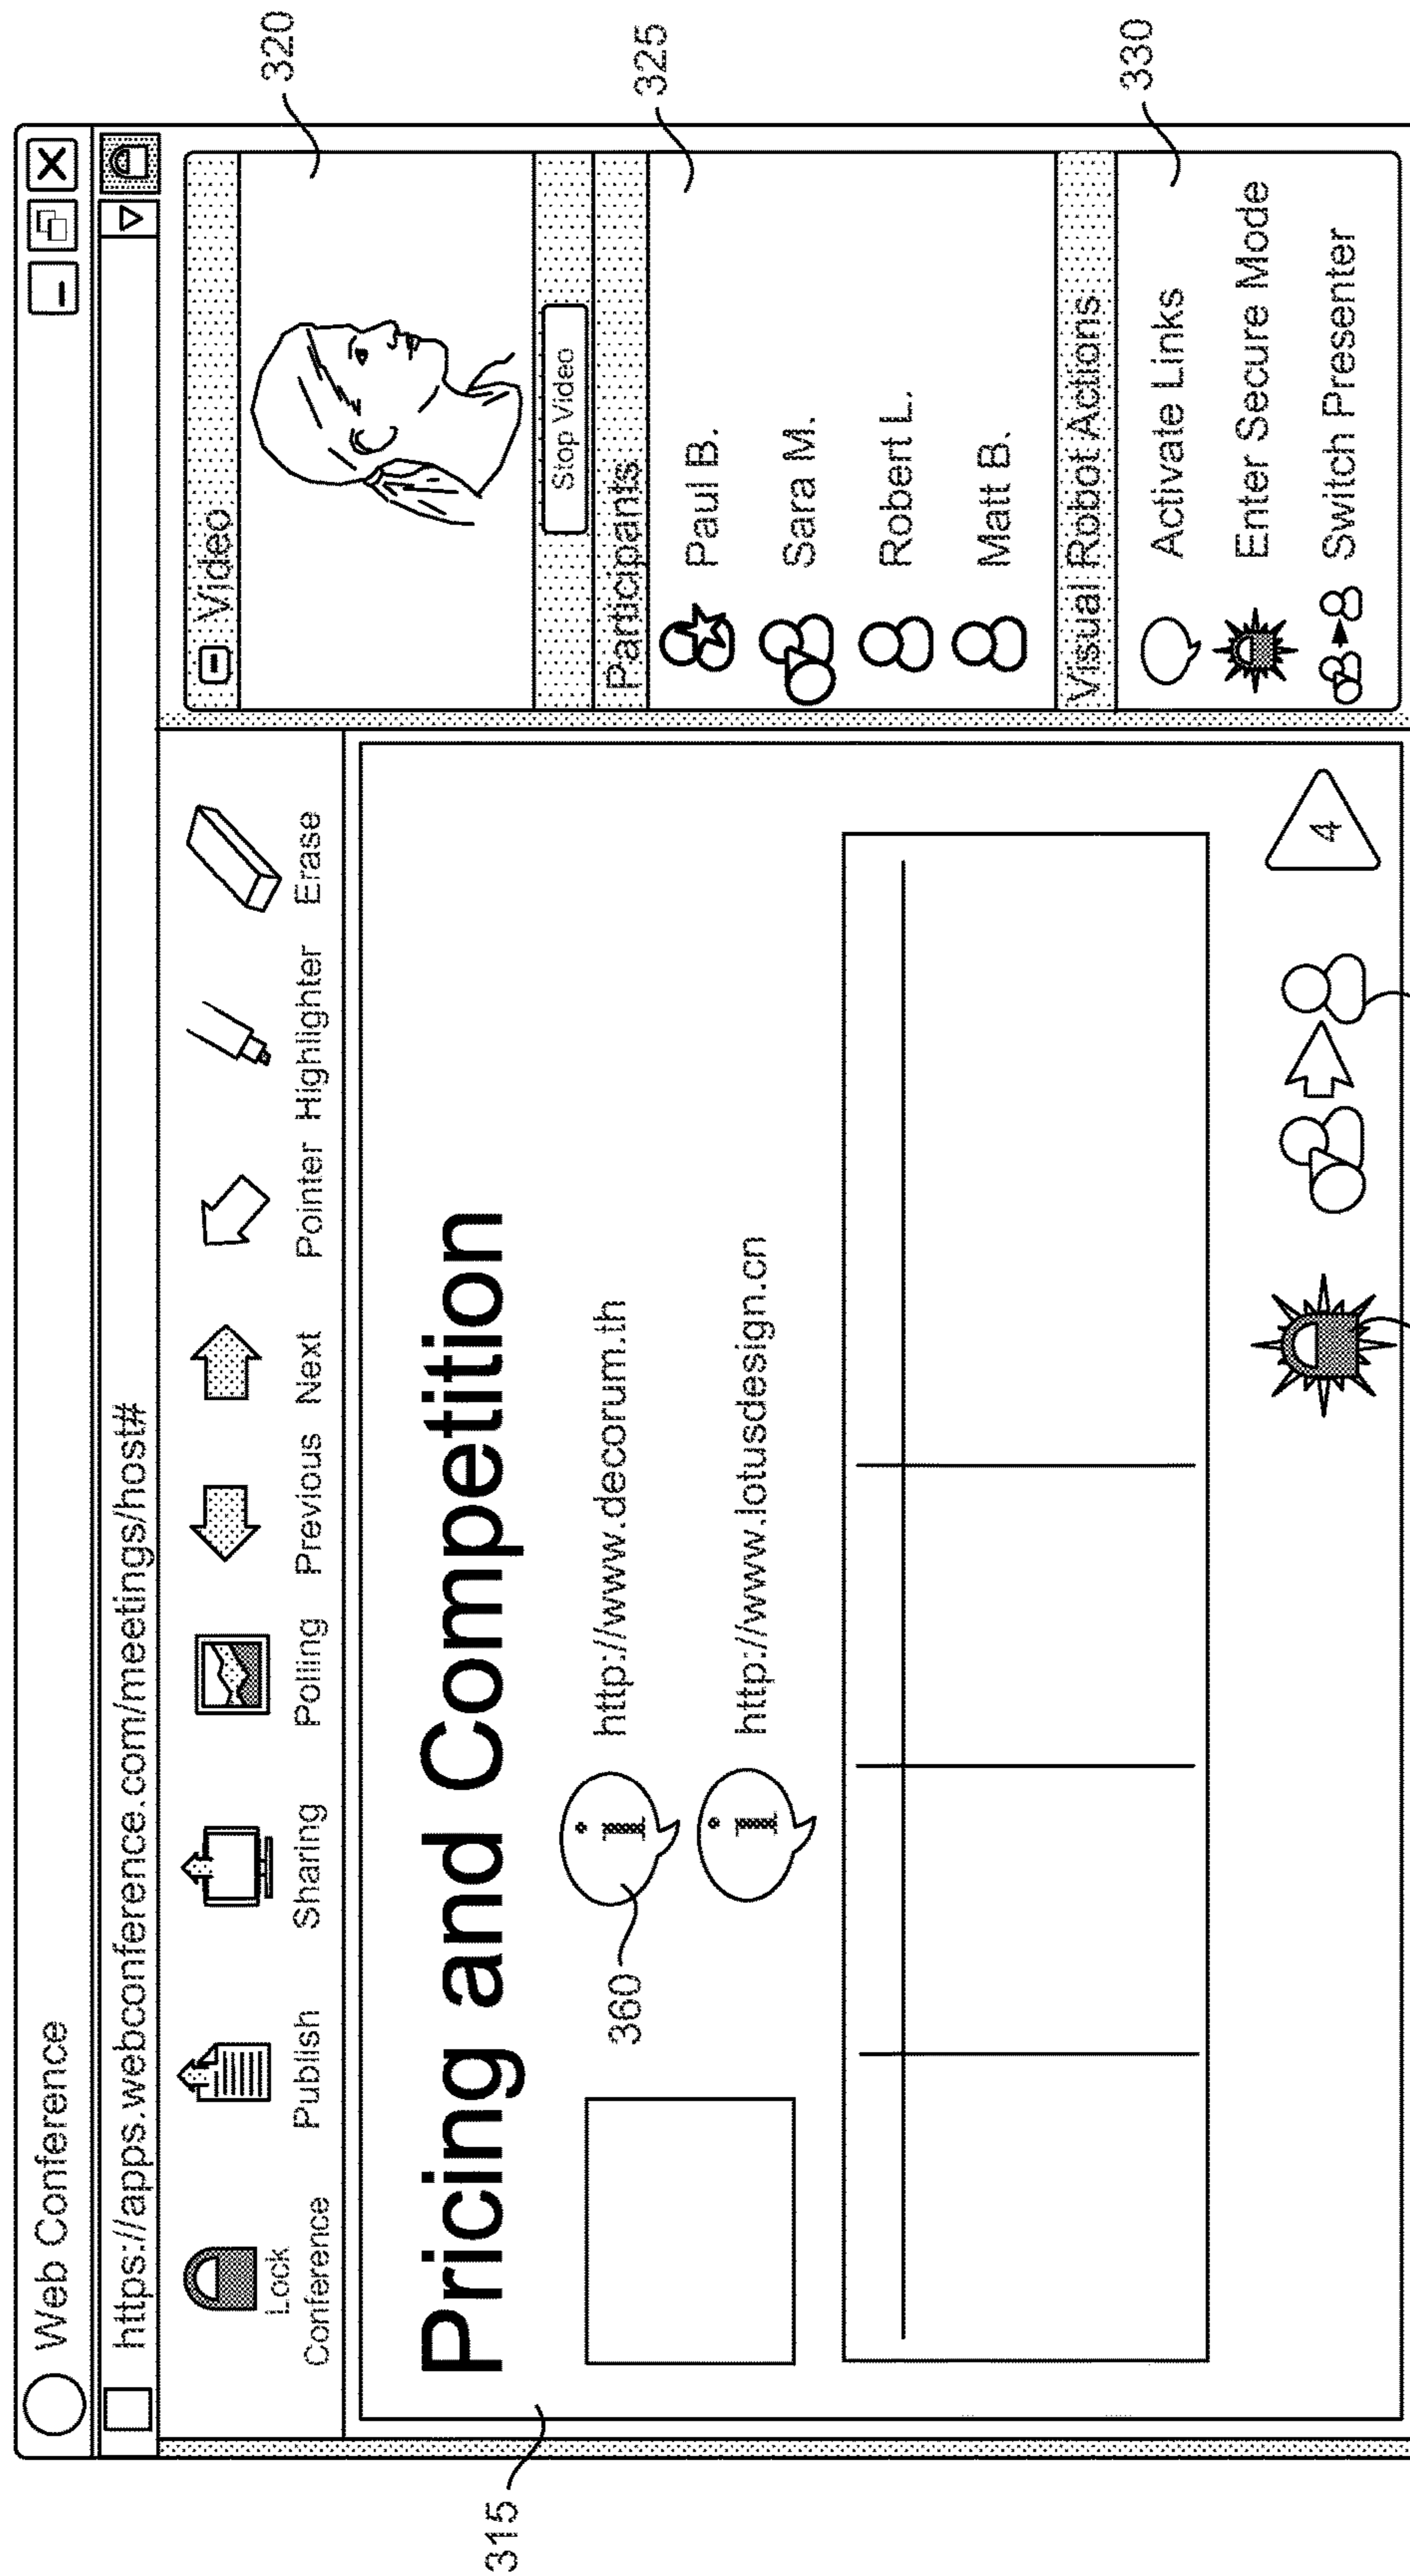 Web Conference
https://apps.webconference.com/meetings/host#
Lock
Conference
Publish
Sharing
Polling
Previous
Next
Pointer
Highlighter
Erase
315
Pricing and Competition
360
i http://www.decorum.th
i http://www.lotusdesign.cn
4
Video
320
Stop Video
Participants
325
Paul B.
Sara M.
Robert L.
Matt B.
Visual Robot Actions
330
Activate Links
Enter Secure Mode
Switch Presenter